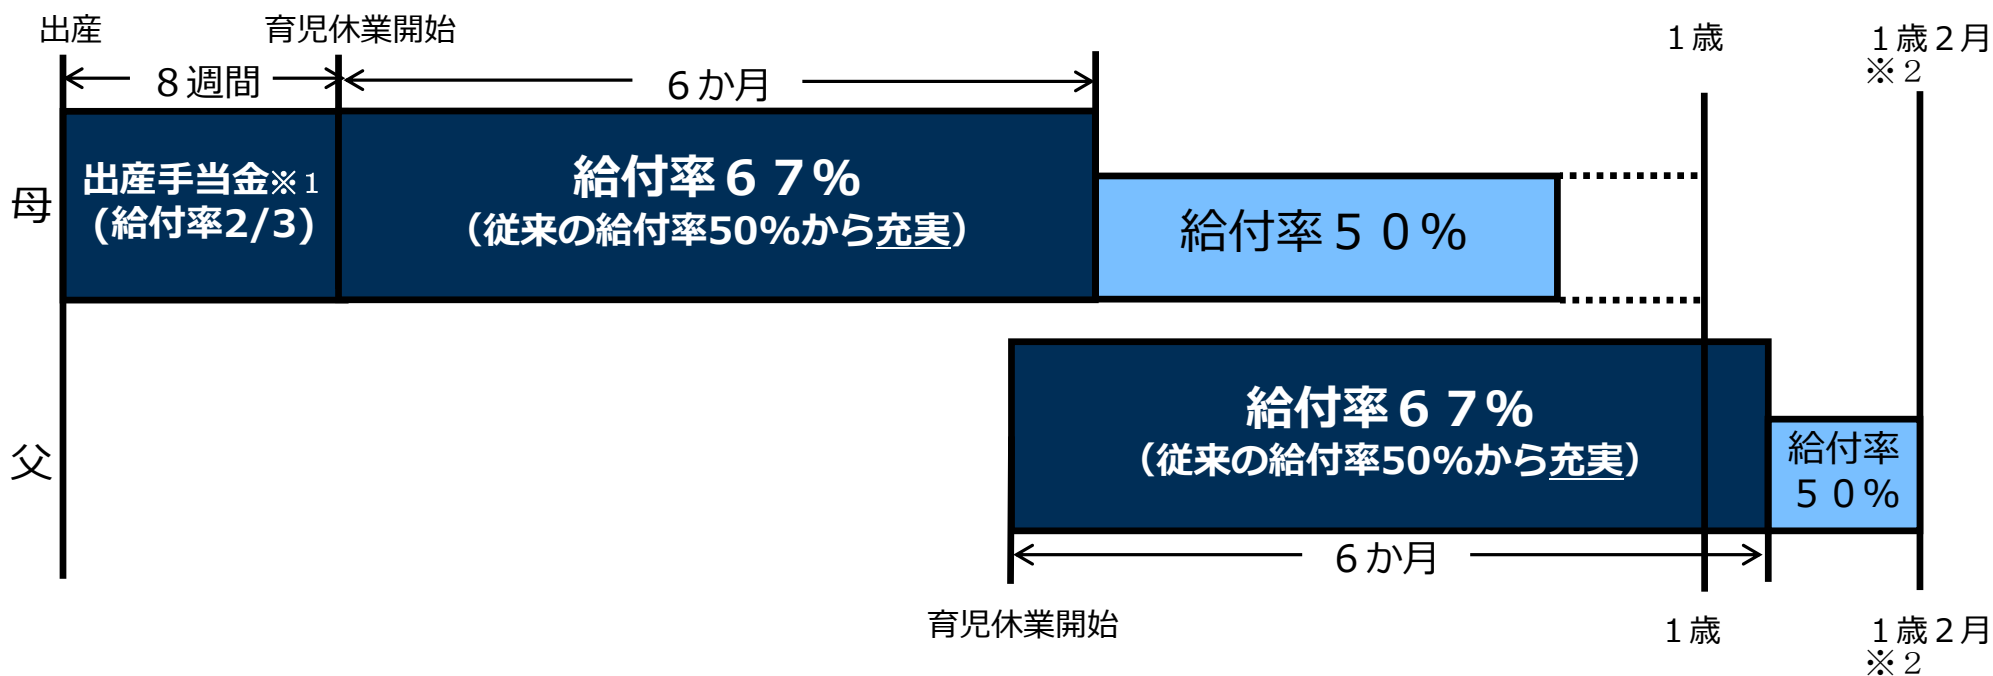 出産
育児休業開始
１歳
１歳２月
※２
８週間
６か月
母
出産手当金※１
(給付率2/3)
給付率６７％
（従来の給付率50%から充実）
給付率５０％
父
給付率６７％
（従来の給付率50%から充実）
給付率
５０％
６か月
育児休業開始
１歳
１歳２月
※２